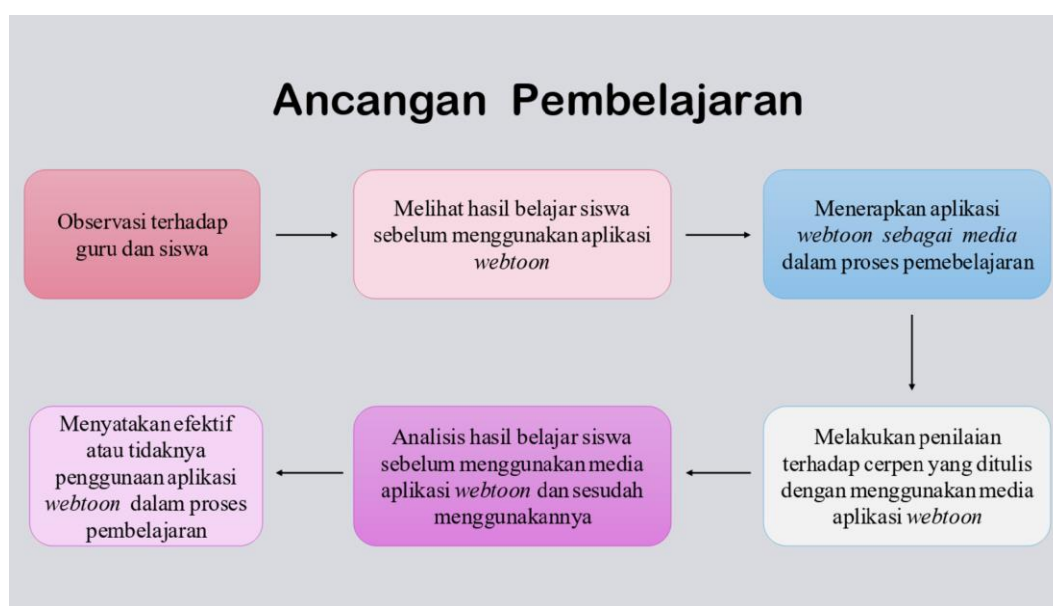 Ancangan Pembelajaran
Observasi terhadap
guru dan siswa
Melihat hasil belajar siswa
sebelum menggunakan aplikasi
webtoon
Menerapkan aplikasi
webtoon sebagai media
dalam proses pemebelajaran
Melakukan penilaian
terhadap cerpen yang ditulis
dengan menggunakan media
aplikasi webtoon
Analisis hasil belajar siswa
sebelum menggunakan media
aplikasi webtoon dan sesudah
menggunakannya
Menyatakan efektif
atau tidaknya
penggunaan aplikasi
webtoon dalam proses
pembelajaran